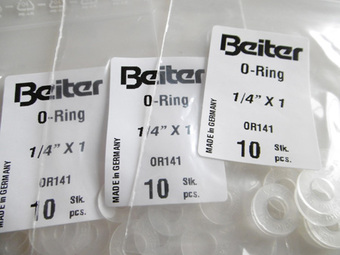 Beiter
O-Ring
1/4" X 1
OR141
10 Stk.
pcs.
MADE IN GERMANY
Beiter
O-Ring
1/4" X 1
OR141
10 Stk.
pcs.
MADE IN GERMANY
Beiter
O-Ring
1/4" X 1
OR141
10 Stk.
pcs.
MADE IN GERMANY